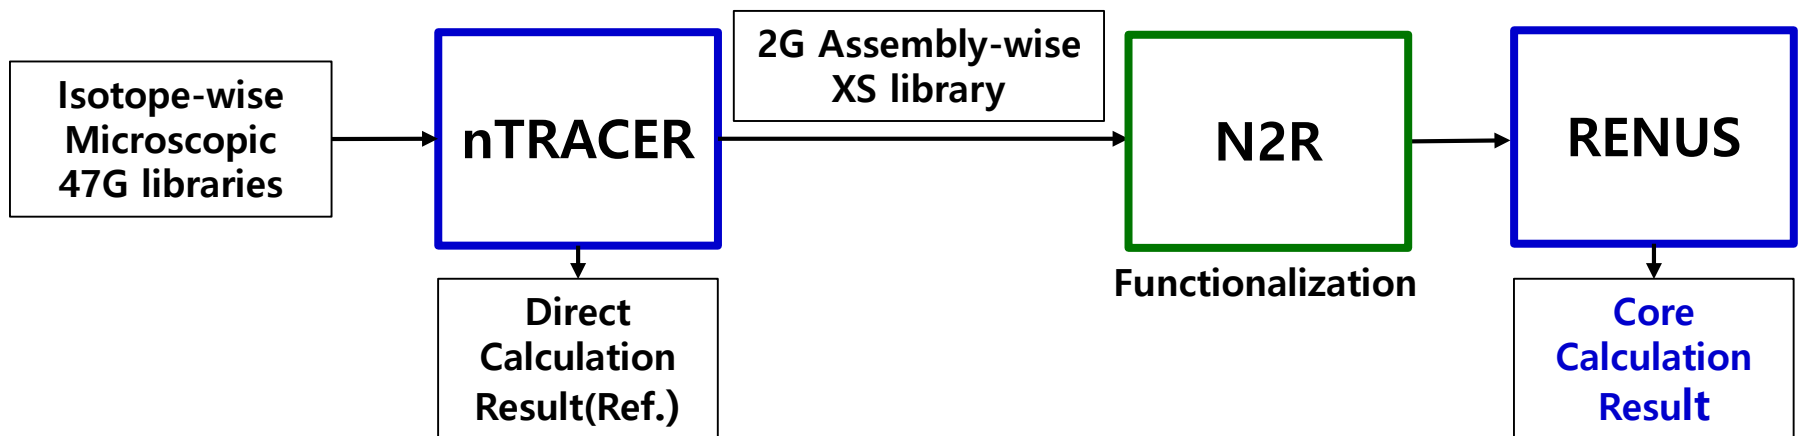 Isotope-wise
Microscopic
47G libraries
nTRACER
2G Assembly-wise
XS library
N2R
RENUS
Functionalization
Direct
Calculation
Result(Ref.)
Core
Calculation
Result